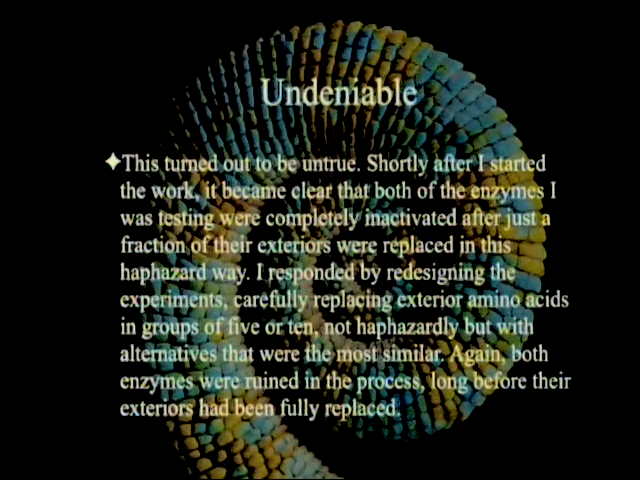 Undeniable
✦This turned out to be untrue. Shortly after I started
the work, it became clear that both of the enzymes I
was testing were completely inactivated after just a
fraction of their exteriors were replaced in this
haphazard way. I responded by redesigning the
experiments, carefully replacing exterior amino acids
in groups of five or ten, not haphazardly but with
alternatives that were the most similar. Again, both
enzymes were ruined in the process, long before their
exteriors had been fully replaced.